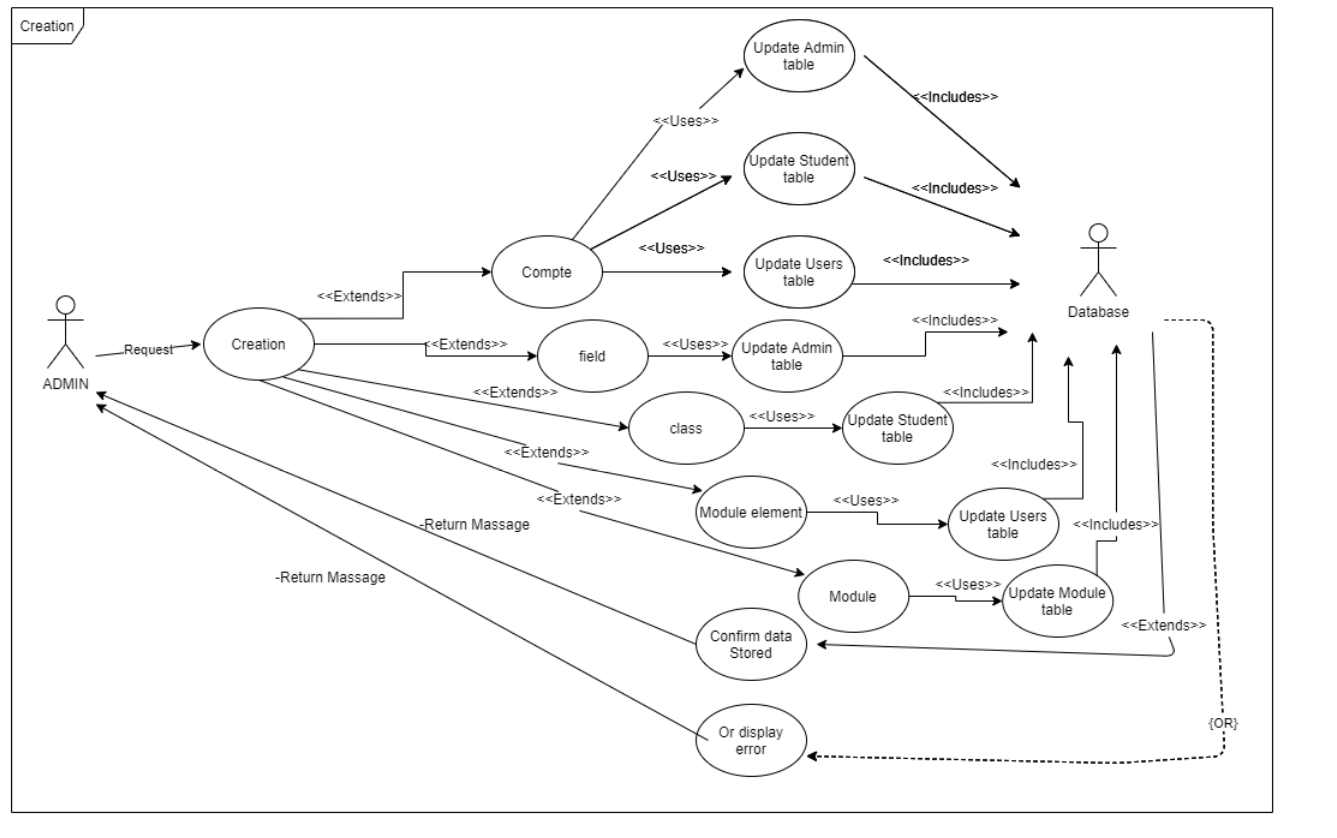 Creation
Update Admin
table
<<Includes>>
<<Uses>>
Update Student
table
<<Uses>>
<<Includes>>
<<Uses>>
Update Users
table
<<Includes>>
Compte
<<Extends>>
Database
<<Includes>>
Request
Creation
<<Extends>>
field
<<Uses>>
Update Admin
table
ADMIN
<<Extends>>
<<Includes>>
class
<<Uses>>
Update Student
table
<<Extends>>
<<Includes>>
<<Extends>>
Module element
<<Uses>>
Update Users
table
<<Includes>>
-Return Massage
-Return Massage
Module
<<Uses>>
Update Module
table
<<Extends>>
Confirm data
Stored
{OR}
Or display
error